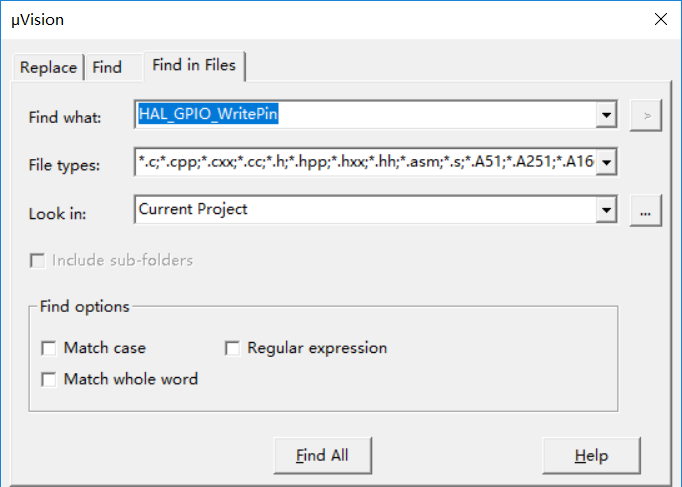 µVision
Replace Find Find in Files
Find what: HAL_GPIO_WritePin >
File types: *.c;*.cpp;*.cxx;*.cc;*.h;*.hpp;*.hxx;*.hh;*.asm;*.s;*.A51;*.A251;*.A16
Look in: Current Project ...
Include sub-folders
Find options
Match case Regular expression
Match whole word
Find All Help